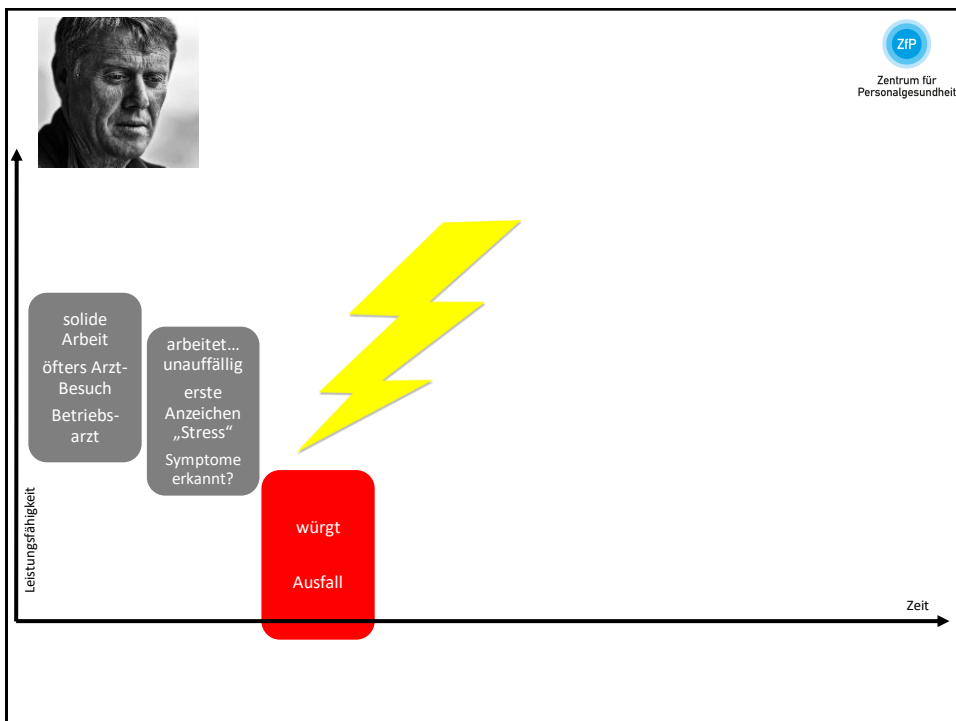 ZfP
Zentrum für
Personalgesundheit
solide
Arbeit
öfters Arzt-
Besuch
Betriebs-
arzt
arbeitet...
unauffällig
erste
Anzeichen
„Stress“
Symptome
erkannt?
würgt
Ausfall
Leistungsfähigkeit
Zeit